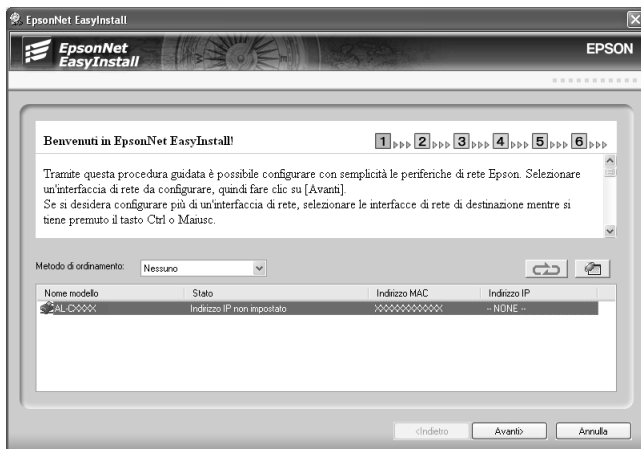 EpsonNet EasyInstall
EpsonNet
EasyInstall
EPSON
Benvenuti in EpsonNet EasyInstall!
1 2 3 4 5 6
Tramite questa procedura guidata è possibile configurare con semplicità le periferiche di rete Epson. Selezionare
un'interfaccia di rete da configurare, quindi fare clic su [Avanti].
Se si desidera configurare più di un'interfaccia di rete, selezionare le interfacce di rete di destinazione mentre si
tiene premuto il tasto Ctrl o Maiusc.
Metodo di ordinamento: Nessuno
Nome modello Stato Indirizzo MAC Indirizzo IP
AL-CXXXX Indirizzo IP non impostato XXXXXXXXXXX -- NONE --
<Indietro Avanti> Annulla